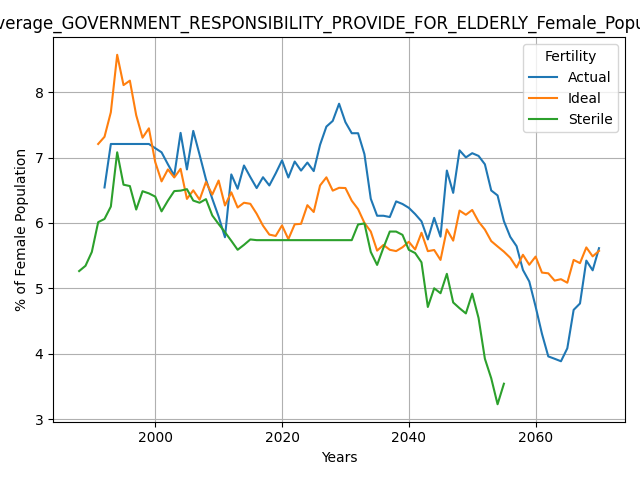 verage_GOVERNMENT_RESPONSIBILITY_PROVIDE_FOR_ELDERLY_Female_Popu
Fertility
Actual
Ideal
Sterile
% of Female Population
8
7
6
5
4
3
2000
2020
2040
2060
Years